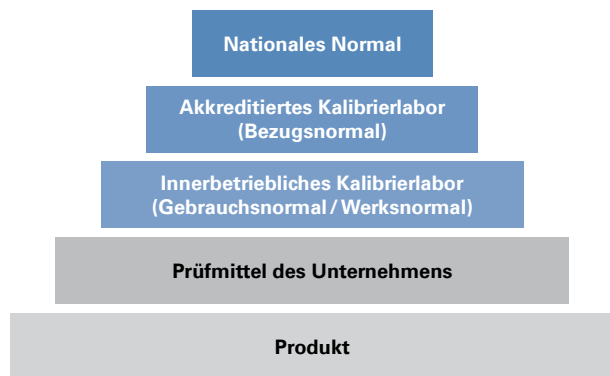 Nationales Normal
Akkreditiertes Kalibrierlabor
(Bezugsnormal)
Innerbetriebliches Kalibrierlabor
(Gebrauchsnormal / Werksnormal)
Prüfmittel des Unternehmens
Produkt